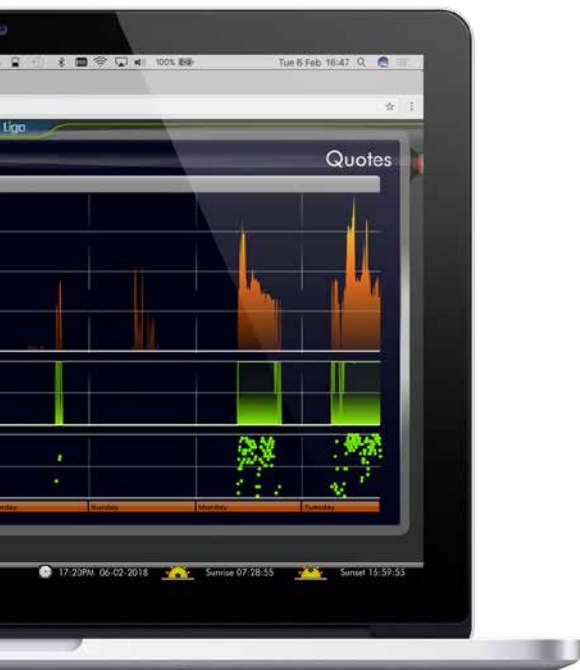 100% Tue 6 Feb 16:47
Ligo
Quotes
Sunday Monday Tuesday
17:20PM 06-02-2018 Sunrise 07:28:55 Sunset 15:59:55